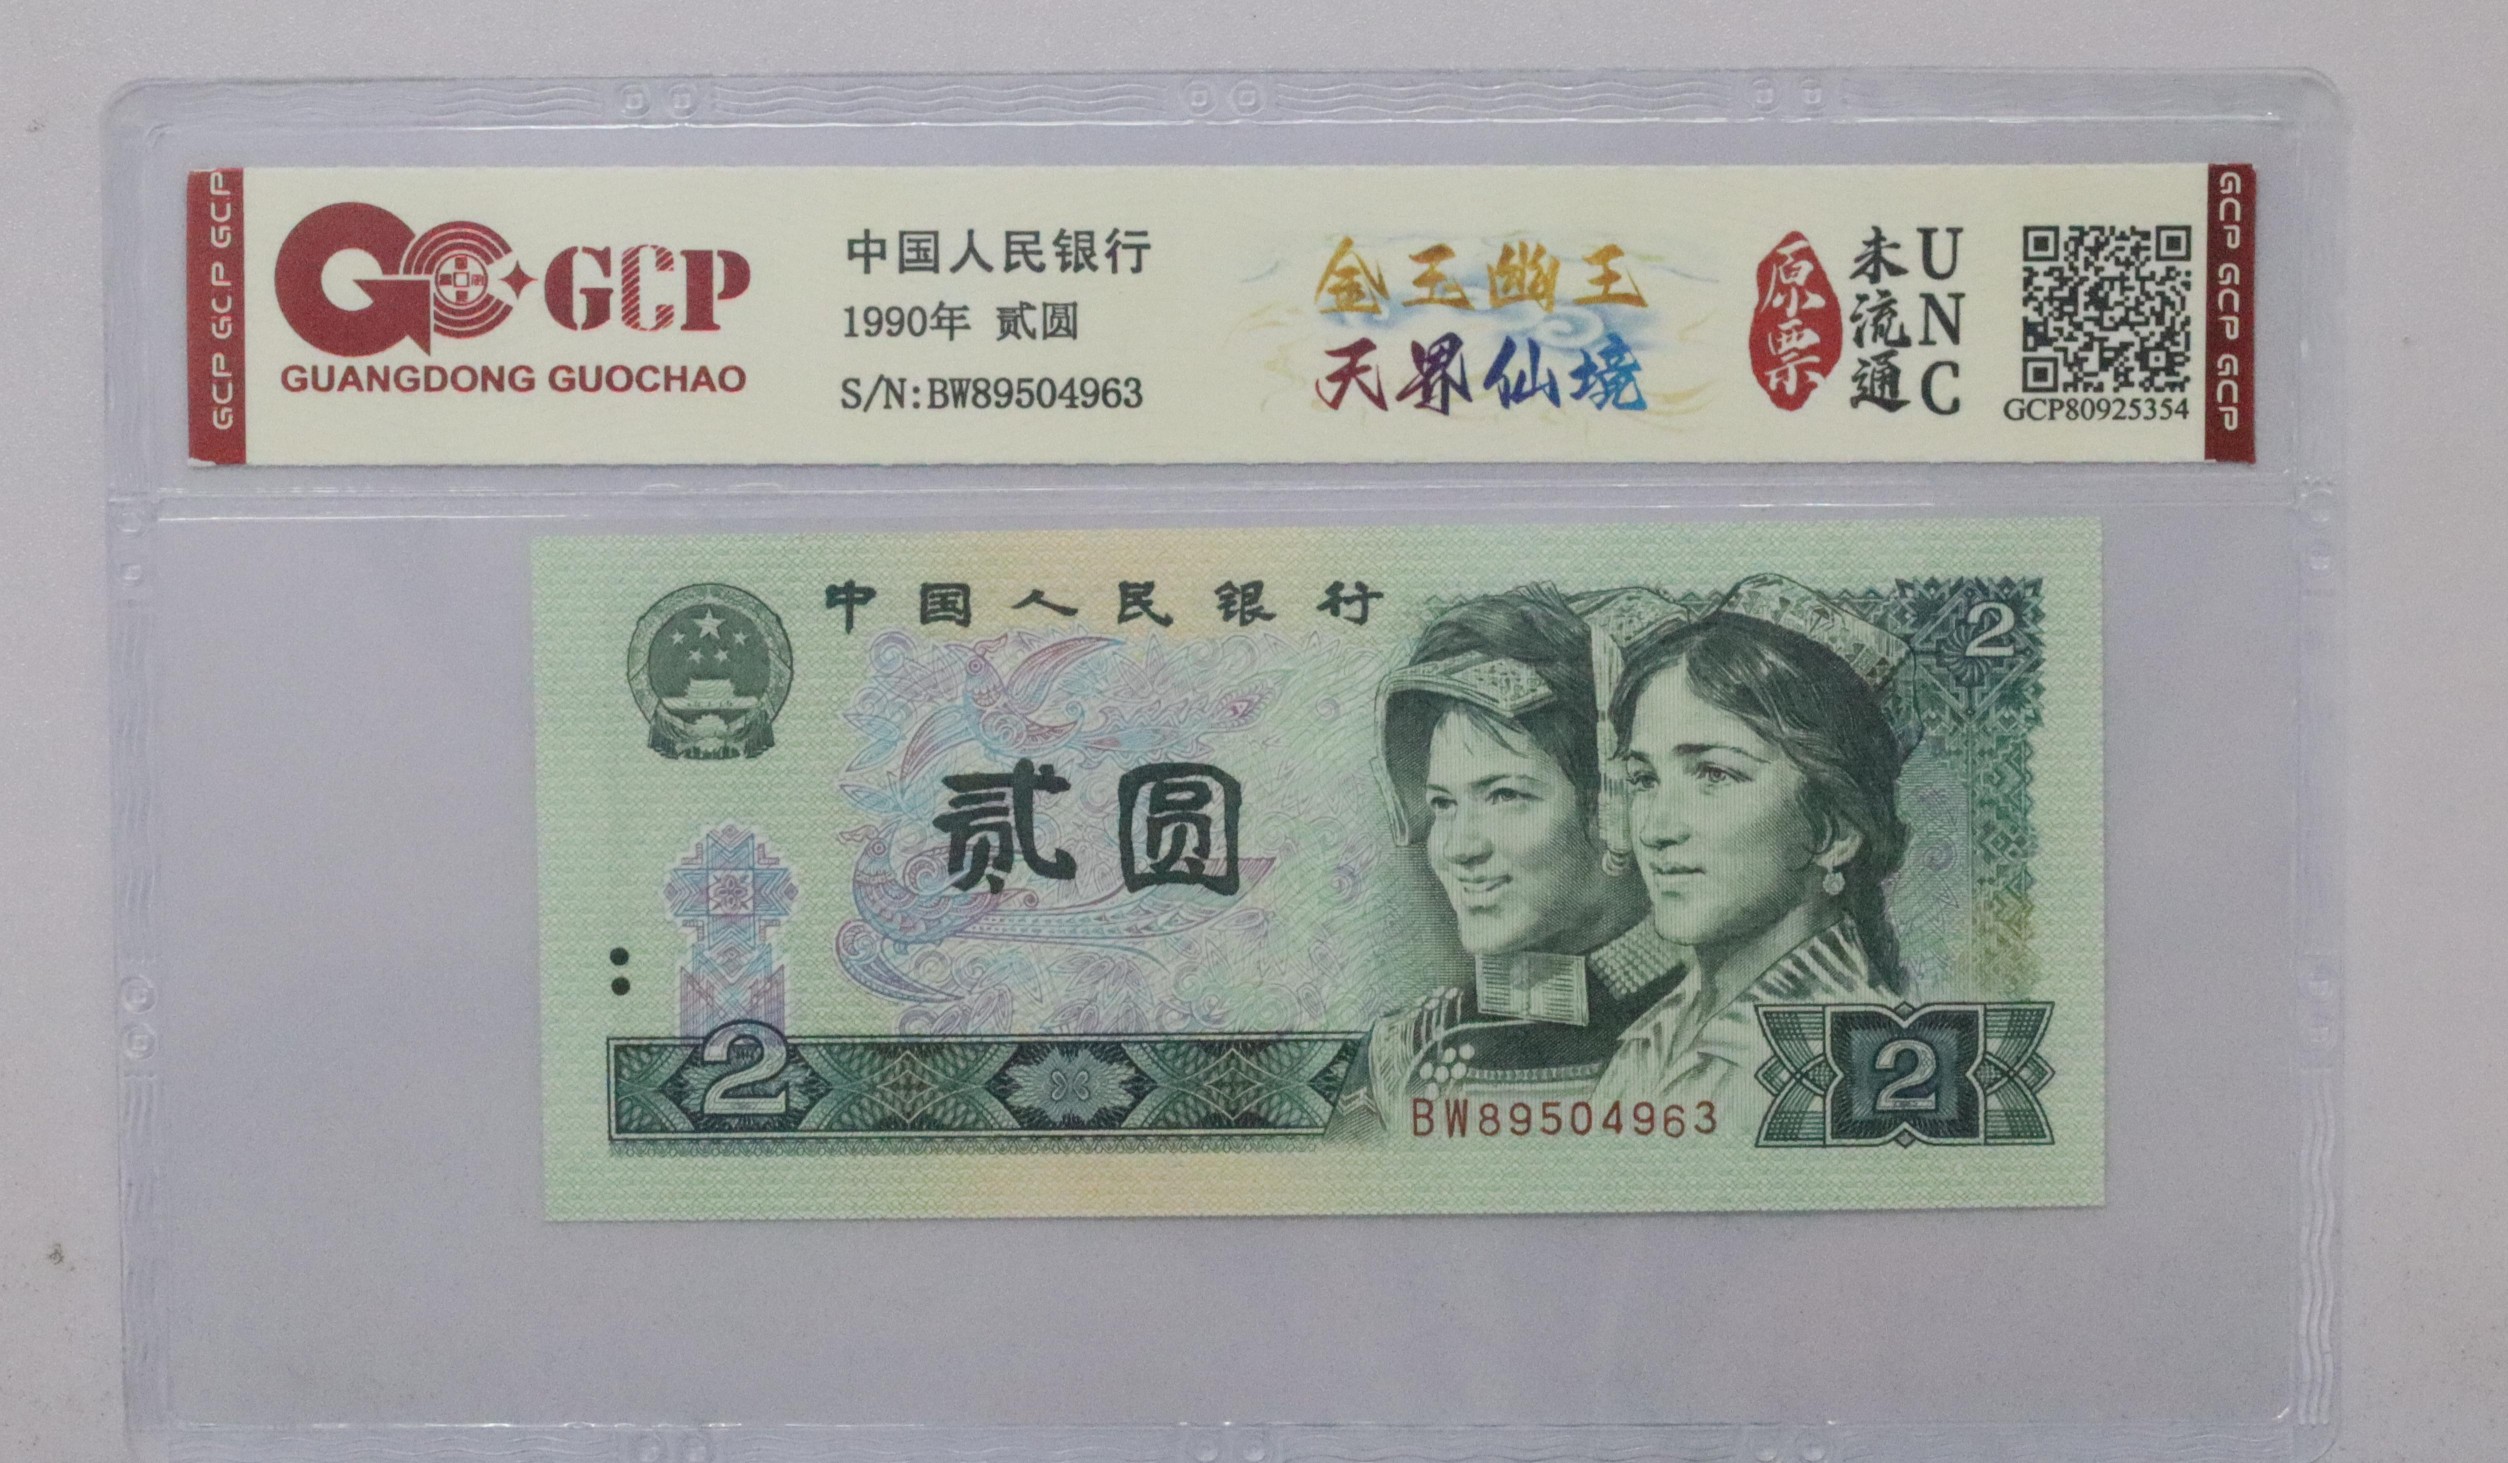 GCP GCP GCP
GCP
GUANGDONG GUOCHAO
中国人民银行
1990年 贰圆
S/N:BW89504963
金玉幽王
天界仙境
原票
未流通
UNC
GCP80925354
GCP GCP GCP
中国人民银行
2
贰圆
2
BW89504963
2